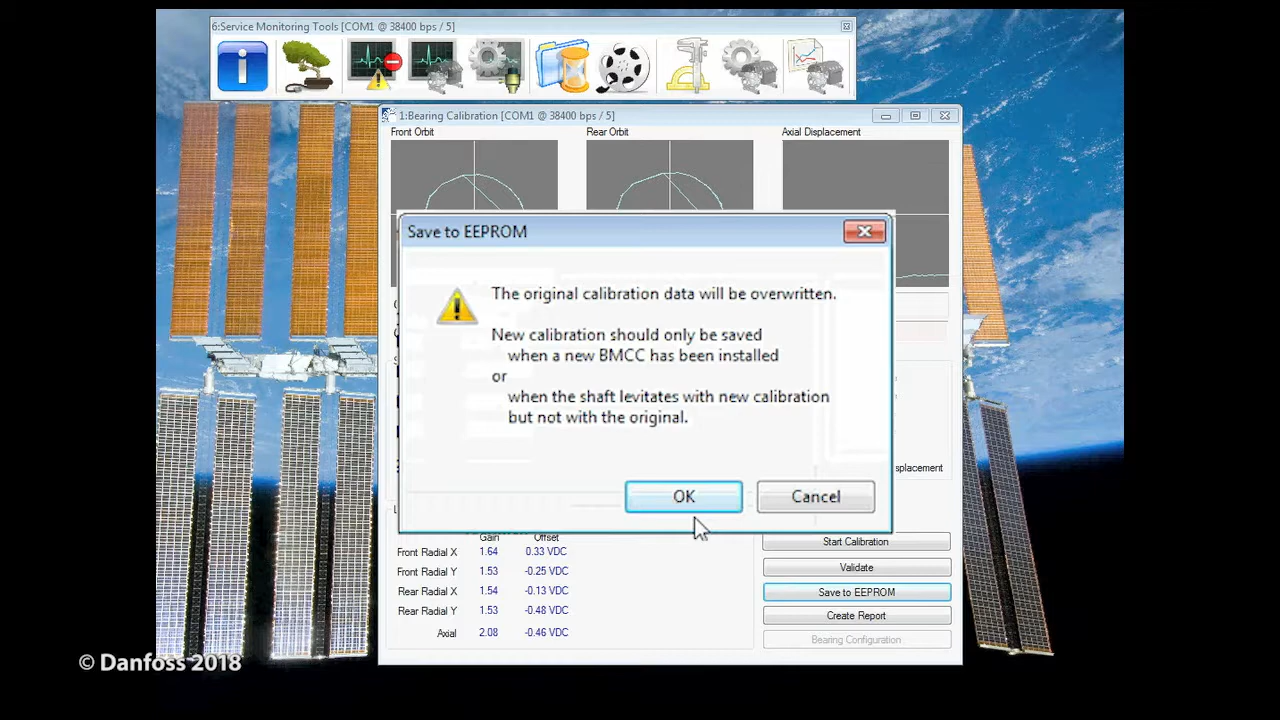 6:Service Monitoring Tools [COM1 @ 38400 bps / 5]
1:Bearing Calibration [COM1 @ 38400 bps / 5]
Front Orbit
Rear Orbit
Axial Displacement
Save to EEPROM
The original calibration data will be overwritten.
New calibration should only be saved
when a new BMCC has been installed
or
when the shaft levitates with new calibration
but not with the original.
OK
Cancel
splacement
Gain
Offset
Front Radial X 1.64 0.33 VDC
Front Radial Y 1.53 -0.25 VDC
Rear Radial X 1.54 -0.13 VDC
Rear Radial Y 1.53 -0.48 VDC
Axial 2.08 -0.46 VDC
Start Calibration
Validate
Save to EEPROM
Create Report
Bearing Configuration
© Danfoss 2018